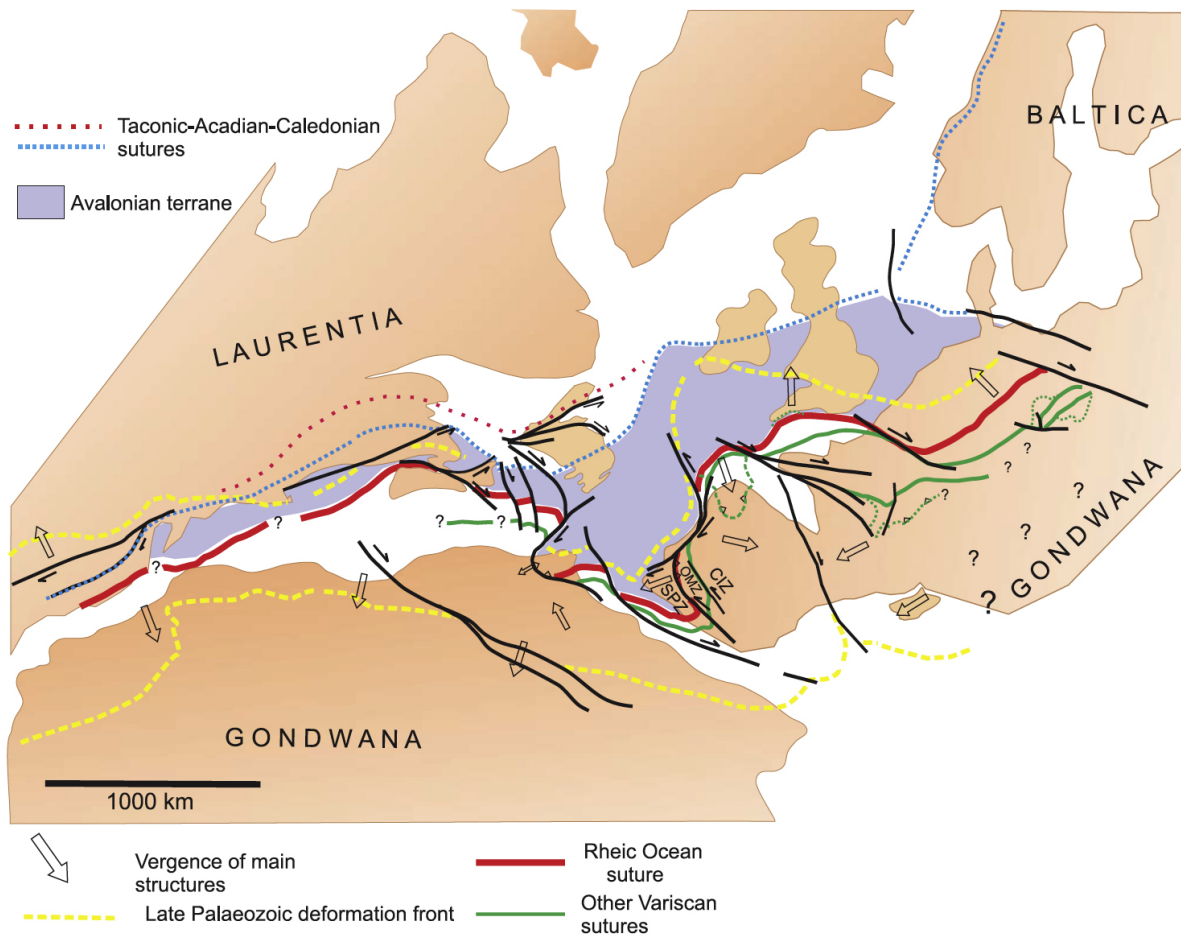 BALTICA
Taconic-Acadian-Caledonian
sutures
Avalonian terrane
LAURENTIA
?
?
?
?
?
?
?
?
?
?
?
CIZ
OMZ
SPZ
GONDWANA
?
GONDWANA
1000 km
Vergence of main
structures
Rheic Ocean
suture
Late Palaeozoic deformation front
Other Variscan
sutures